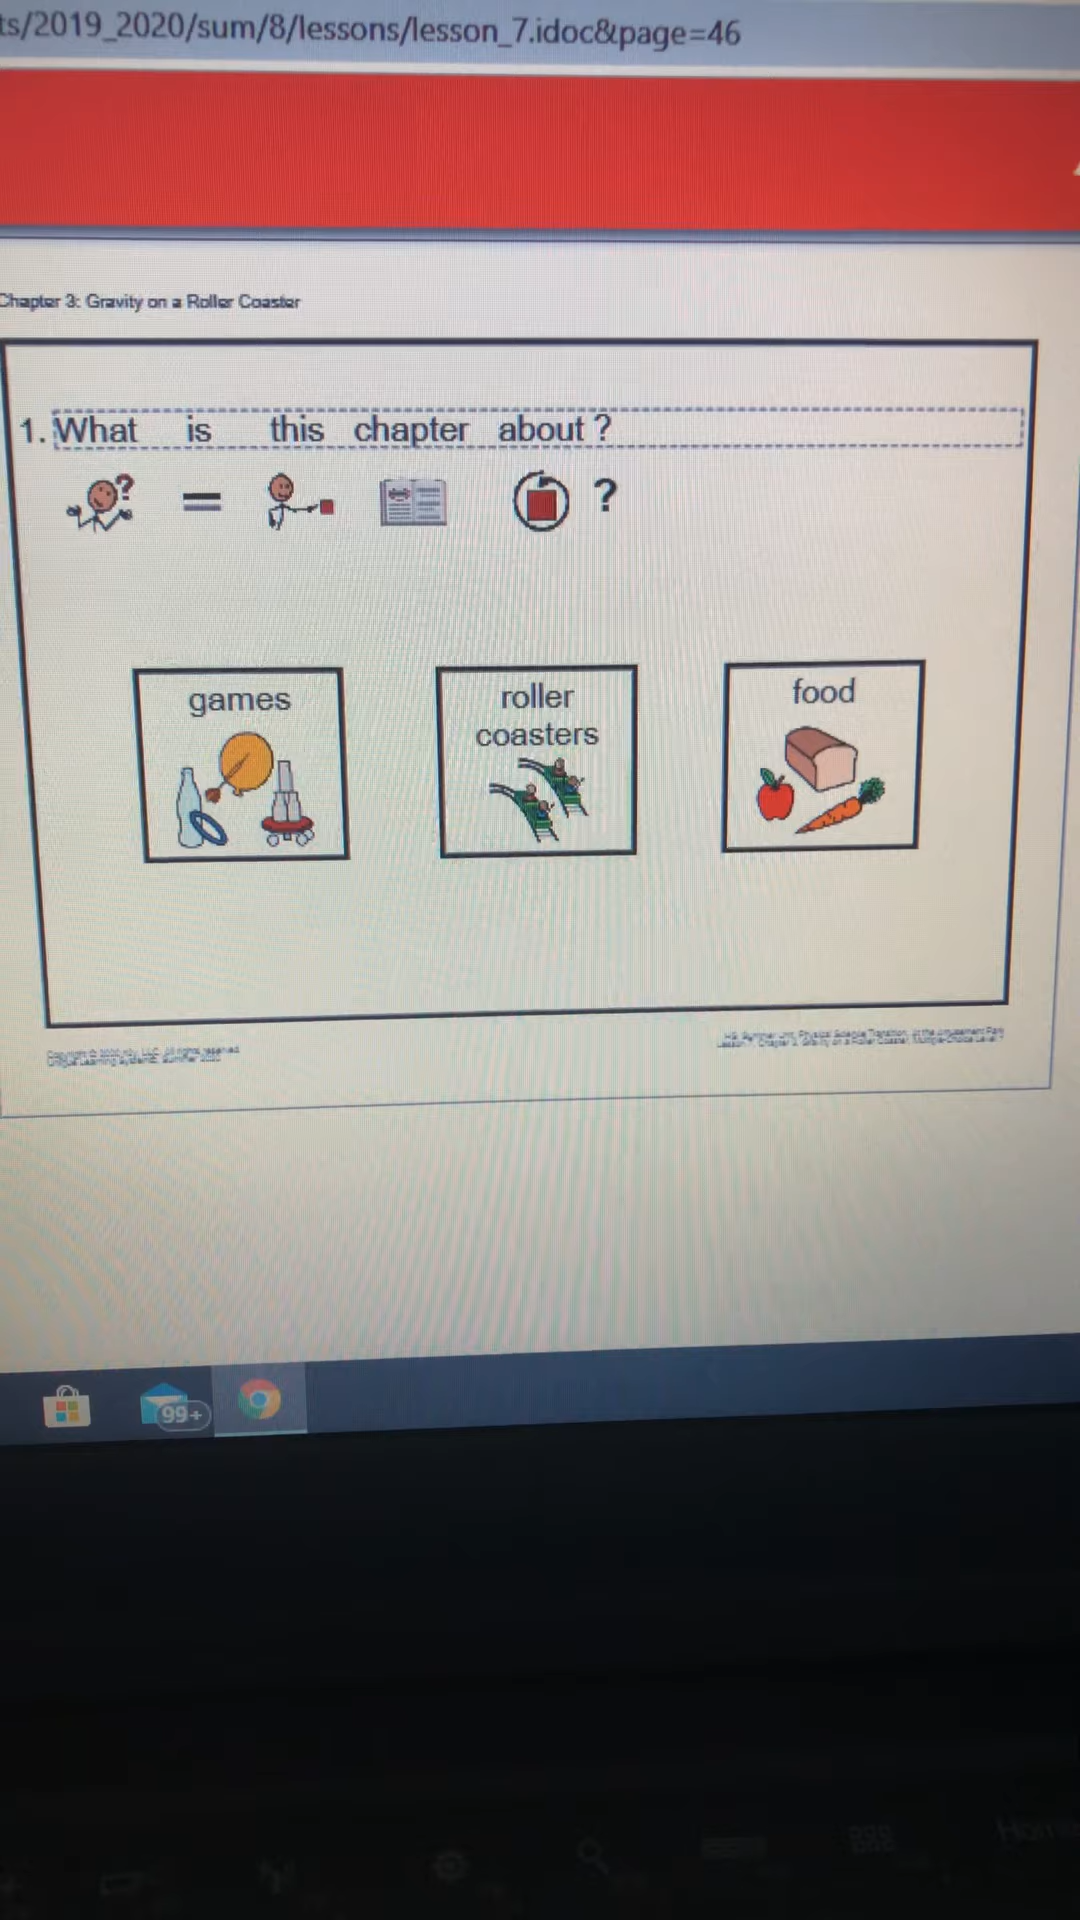 ts/2019_2020/sum/8/lessons/lesson_7.idoc&page=46
Chapter 3: Gravity on a Roller Coaster
1. What is this chapter about ?
? ?
games
roller
coasters
food
99+